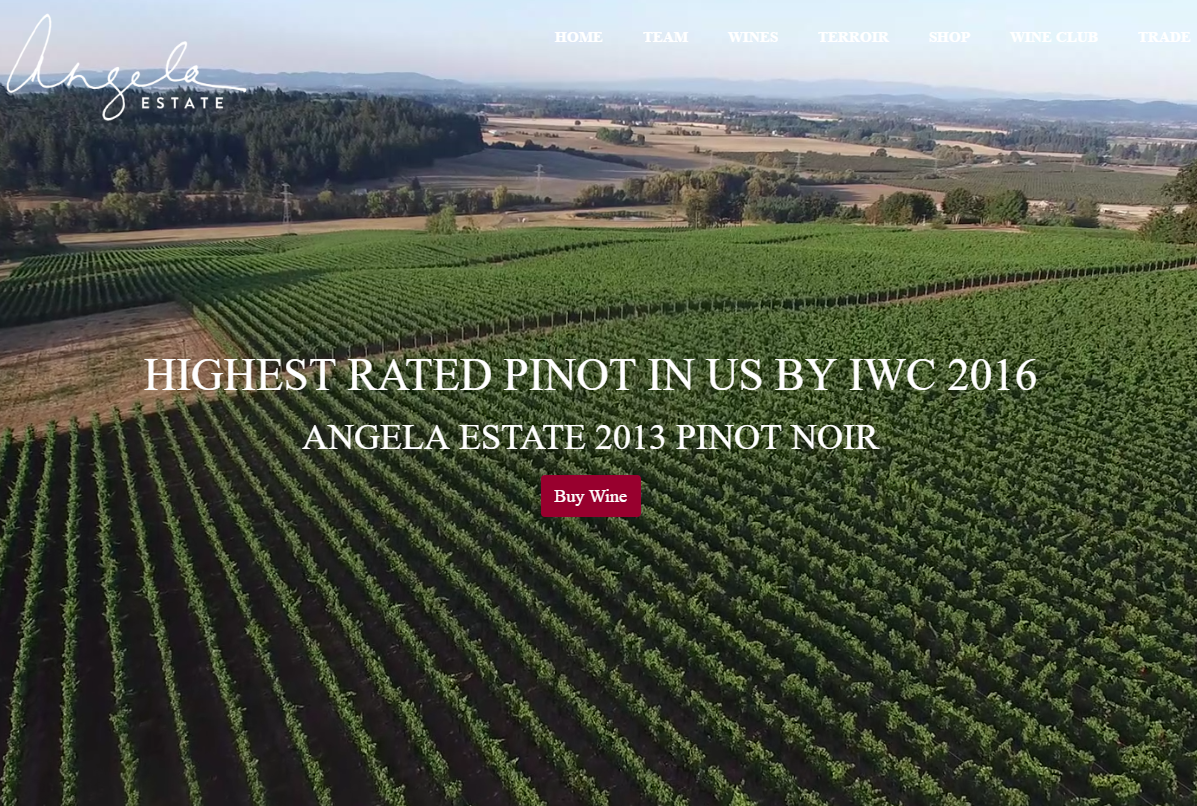 Angela
ESTATE
HOME TEAM WINES TERROIR SHOP WINE CLUB TRADE
HIGHEST RATED PINOT IN US BY IWC 2016
ANGELA ESTATE 2013 PINOT NOIR
Buy Wine